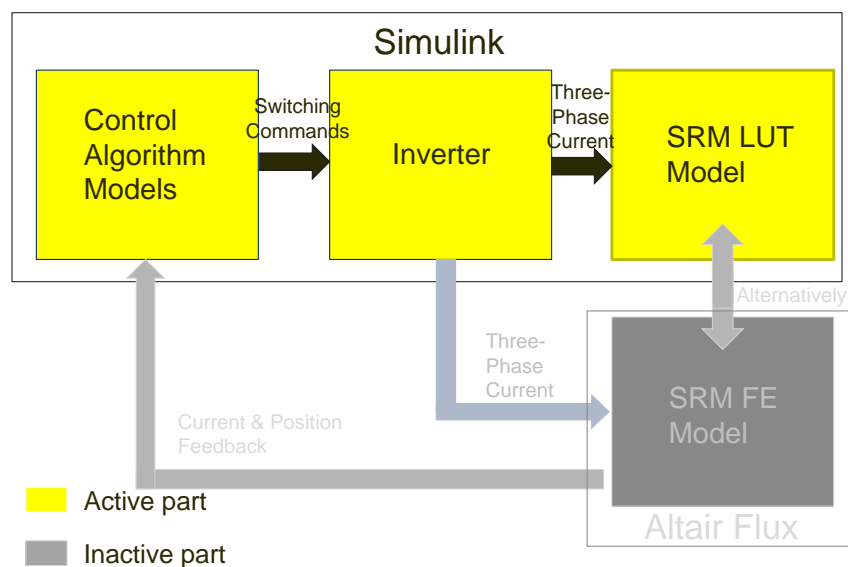 Simulink
Control
Algorithm
Models
Switching
Commands
Inverter
Three-
Phase
Current
SRM LUT
Model
Alternatively
Three-
Phase
Current
SRM FE
Model
Current & Position
Feedback
Altair Flux
Active part
Inactive part